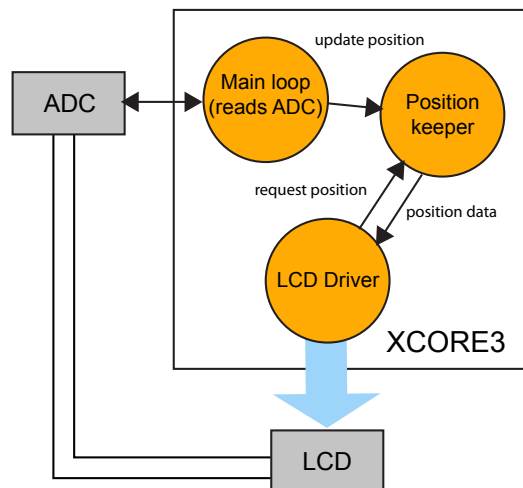 update position
Main loop
(reads ADC)
ADC
Position
keeper
request position
position data
LCD Driver
XCORE3
LCD